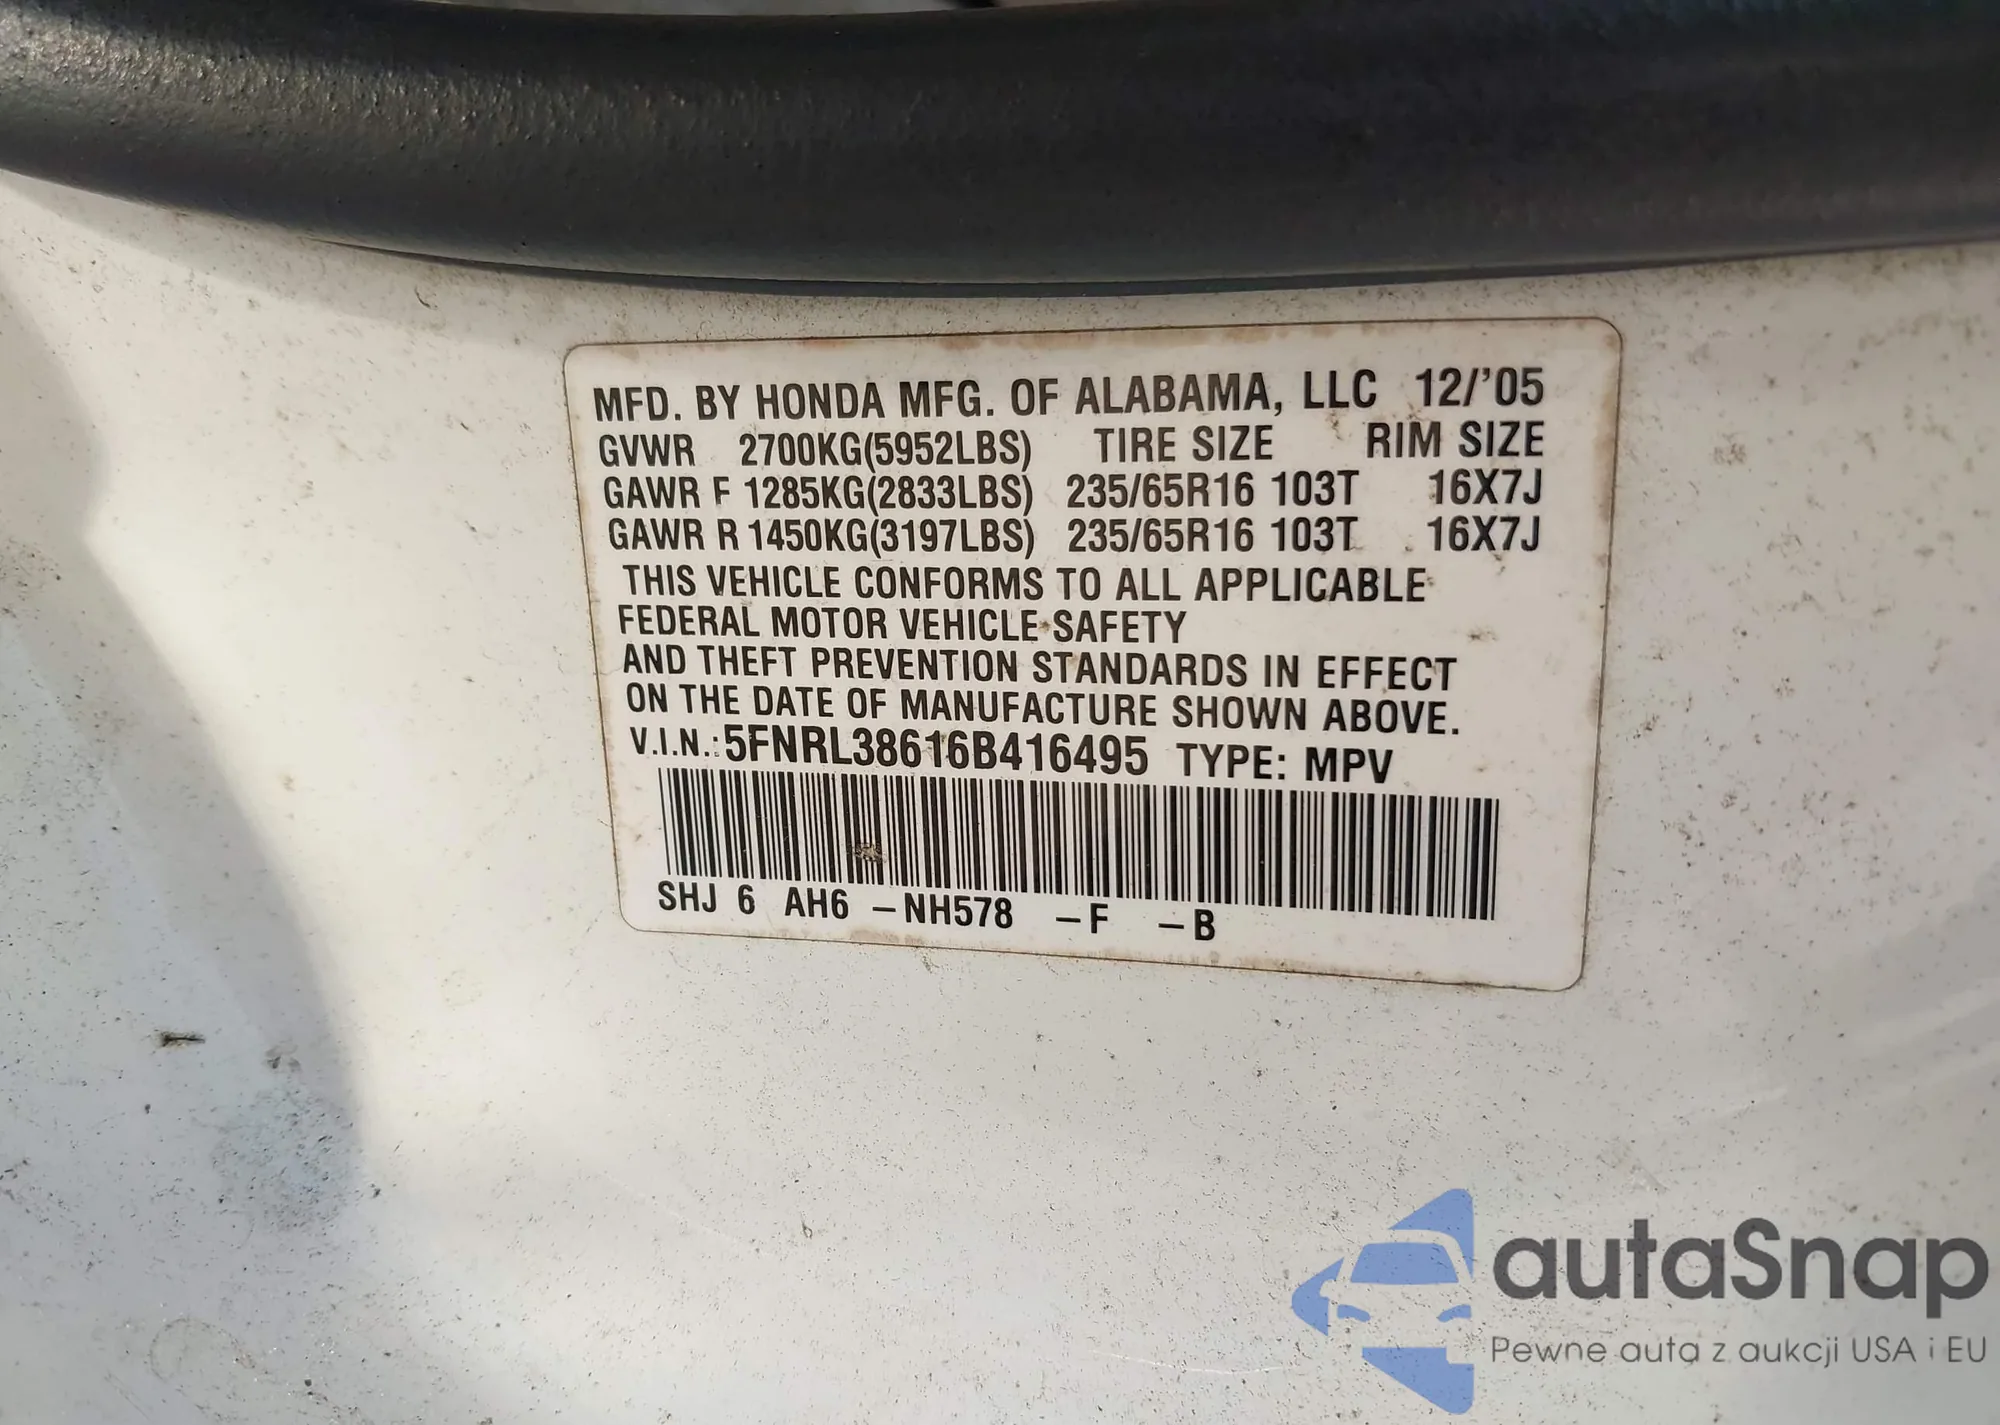 MFD. BY HONDA MFG. OF ALABAMA, LLC 12/'05
GVWR 2700KG(5952LBS) TIRE SIZE RIM SIZE
GAWR F 1285KG(2833LBS) 235/65R16 103T 16X7J
GAWR R 1450KG(3197LBS) 235/65R16 103T 16X7J
THIS VEHICLE CONFORMS TO ALL APPLICABLE
FEDERAL MOTOR VEHICLE SAFETY
AND THEFT PREVENTION STANDARDS IN EFFECT
ON THE DATE OF MANUFACTURE SHOWN ABOVE.
V.I.N.: 5FNRL38616B416495 TYPE: MPV
SHJ 6 AH6 -NH578 -F -B
autaSnap
Pewne auta z aukcji USA i EU